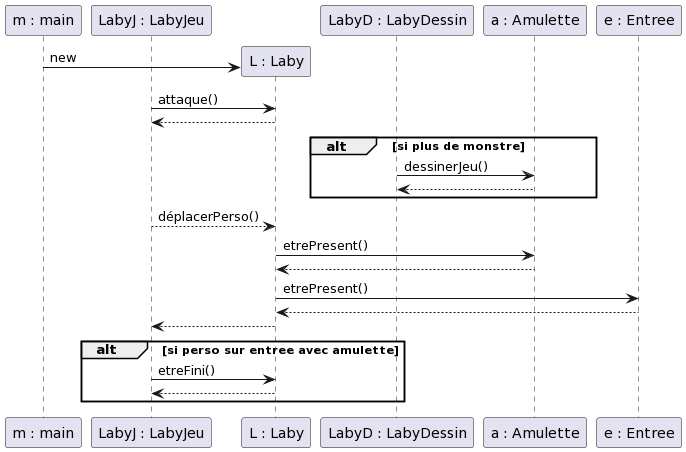 m : main
LabyJ : LabyJeu
LabyD : LabyDessin
a : Amulette
e : Entree
new
L : Laby
attaque()
alt
[si plus de monstre]
dessinerJeu()
déplacerPerso()
etrePresent()
etrePresent()
alt
[si perso sur entree avec amulette]
etreFini()
m : main
LabyJ : LabyJeu
L : Laby
LabyD : LabyDessin
a : Amulette
e : Entree